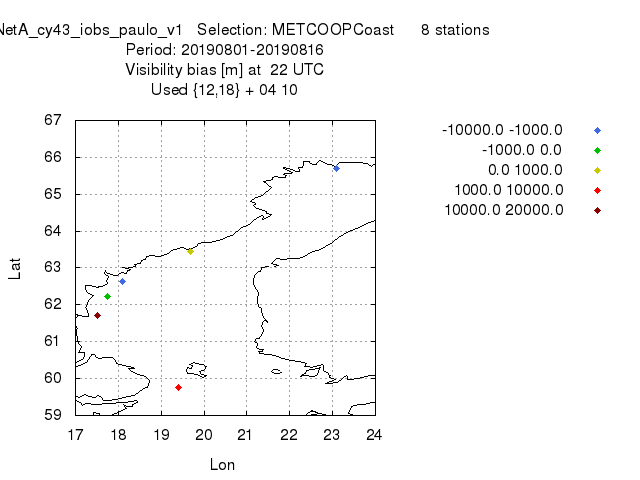 NetA_cy43_iobs_paulo_v1 Selection: METCOOPCoast 8 stations
Period: 20190801-20190816
Visibility bias [m] at 22 UTC
Used {12,18} + 04 10
-10000.0 -1000.0
-1000.0 0.0
0.0 1000.0
1000.0 10000.0
10000.0 20000.0
Lat
67
66
65
64
63
62
61
60
59
17 18 19 20 21 22 23 24
Lon